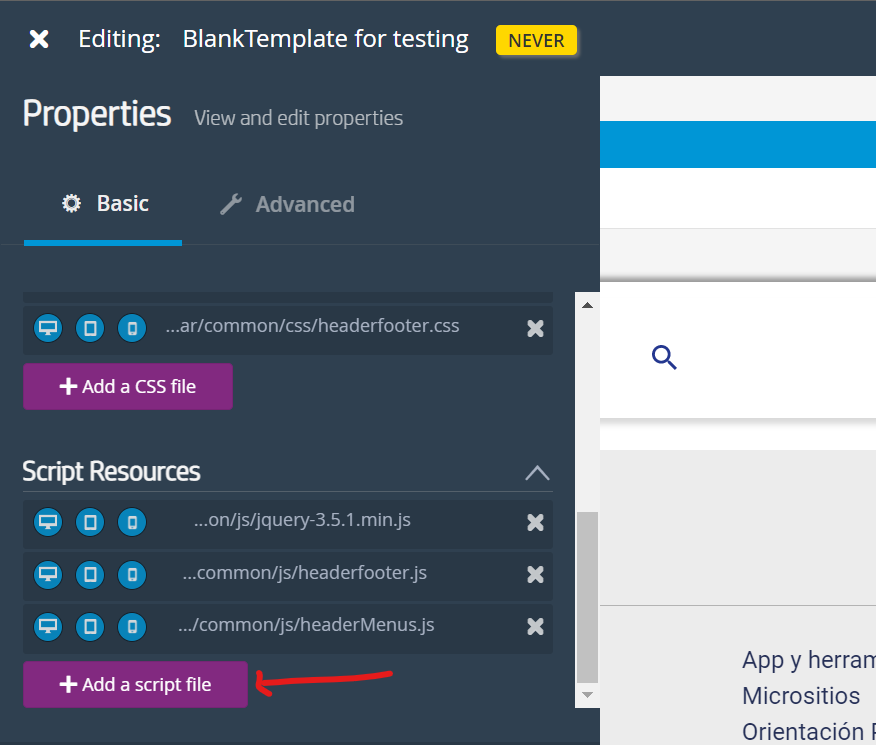 Editing: BlankTemplate for testing NEVER
Properties View and edit properties
Basic Advanced
...ar/common/css/headerfooter.css
Add a CSS file
Script Resources
...on/js/jquery-3.5.1.min.js
...common/js/headerfooter.js
.../common/js/headerMenus.js
Add a script file
App y herram
Micrositios
Orientación P